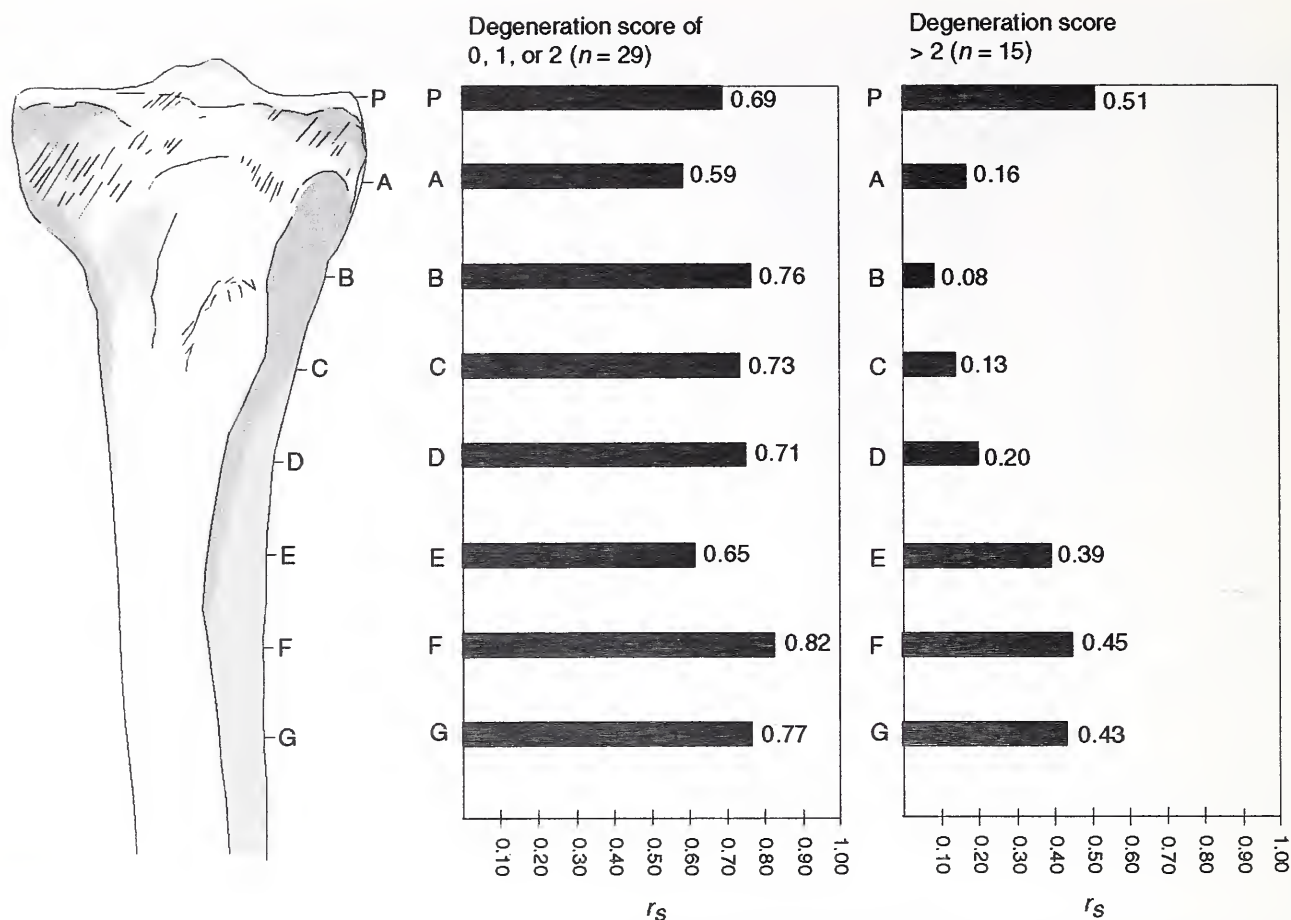 P
A
B
C
D
E
F
G
Degeneration score of
0, 1, or 2 (n = 29)
P 0.69
A 0.59
B 0.76
C 0.73
D 0.71
E 0.65
F 0.82
G 0.77
0.10 0.20 0.30 0.40 0.50 0.60 0.70 0.80 0.90 1.00
rs
Degeneration score
> 2 (n = 15)
P 0.51
A 0.16
B 0.08
C 0.13
D 0.20
E 0.39
F 0.45
G 0.43
0.10 0.20 0.30 0.40 0.50 0.60 0.70 0.80 0.90 1.00
rs